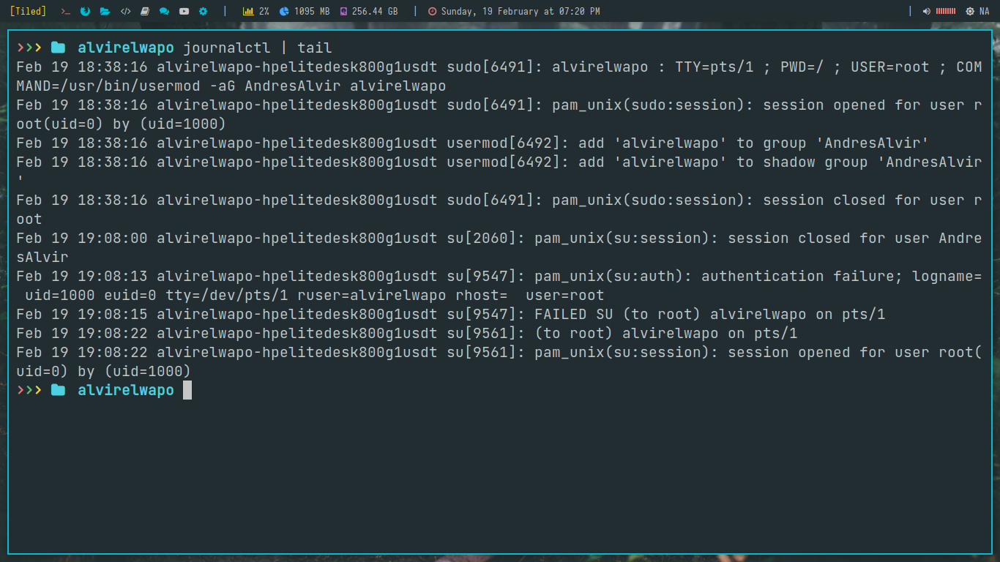 [Tiled] 2% 1095 MB 256.44 GB Sunday, 19 February at 07:20 PM NA
>>> alvirelwapo journalctl | tail
Feb 19 18:38:16 alvirelwapo-hpelitedesk800g1usdt sudo[6491]: alvirelwapo : TTY=pts/1 ; PWD=/ ; USER=root ; COM
MAND=/usr/bin/usermod -aG AndresAlvir alvirelwapo
Feb 19 18:38:16 alvirelwapo-hpelitedesk800g1usdt sudo[6491]: pam_unix(sudo:session): session opened for user r
oot(uid=0) by (uid=1000)
Feb 19 18:38:16 alvirelwapo-hpelitedesk800g1usdt usermod[6492]: add 'alvirelwapo' to group 'AndresAlvir'
Feb 19 18:38:16 alvirelwapo-hpelitedesk800g1usdt usermod[6492]: add 'alvirelwapo' to shadow group 'AndresAlvir
'
Feb 19 18:38:16 alvirelwapo-hpelitedesk800g1usdt sudo[6491]: pam_unix(sudo:session): session closed for user r
oot
Feb 19 19:08:00 alvirelwapo-hpelitedesk800g1usdt su[2060]: pam_unix(su:session): session closed for user Andre
sAlvir
Feb 19 19:08:13 alvirelwapo-hpelitedesk800g1usdt su[9547]: pam_unix(su:auth): authentication failure; logname=
 uid=1000 euid=0 tty=/dev/pts/1 ruser=alvirelwapo rhost=  user=root
Feb 19 19:08:15 alvirelwapo-hpelitedesk800g1usdt su[9547]: FAILED SU (to root) alvirelwapo on pts/1
Feb 19 19:08:22 alvirelwapo-hpelitedesk800g1usdt su[9561]: (to root) alvirelwapo on pts/1
Feb 19 19:08:22 alvirelwapo-hpelitedesk800g1usdt su[9561]: pam_unix(su:session): session opened for user root(
uid=0) by (uid=1000)
>>> alvirelwapo